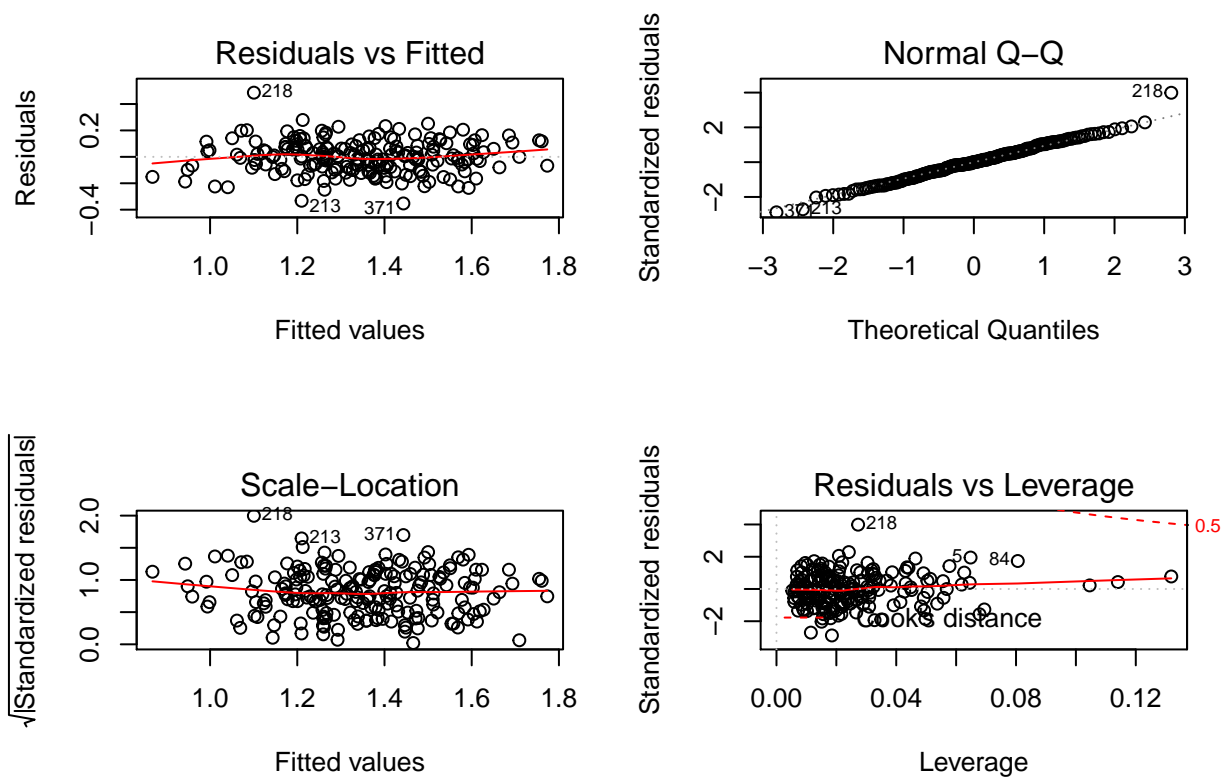 Residuals vs Fitted
Residuals
0.2
−0.4
218
213
371
1.0 1.2 1.4 1.6 1.8
Fitted values
Normal Q−Q
Standardized residuals
2
−2
218
213
−3 −2 −1 0 1 2 3
Theoretical Quantiles
Scale−Location
√|Standardized residuals|
2.0
1.0
0.0
218
213
371
1.0 1.2 1.4 1.6 1.8
Fitted values
Residuals vs Leverage
Standardized residuals
2
0
−2
218
5
84
0.5
Cook's distance
0.00 0.04 0.08 0.12
Leverage